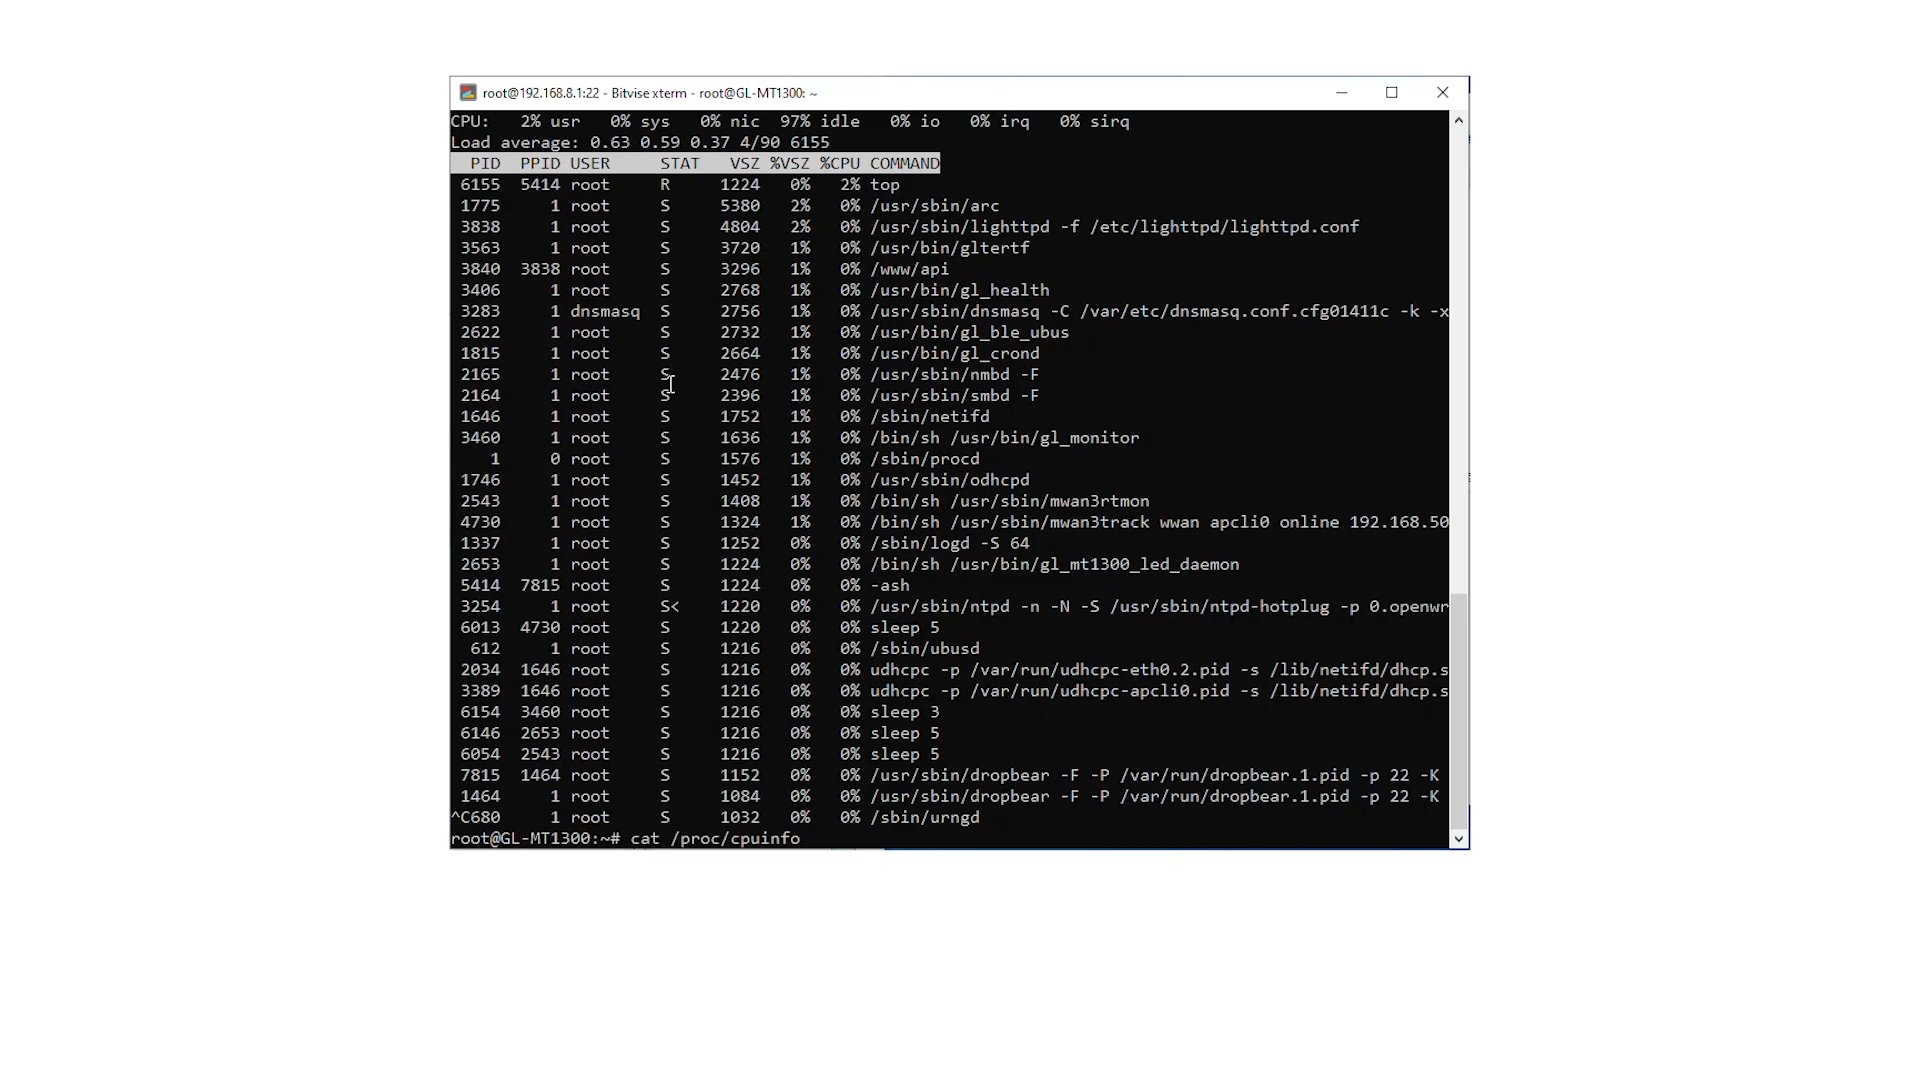 root@192.168.8.1:22 - Bitvise xterm - root@GL-MT1300: ~
CPU:   2% usr   0% sys   0% nic  97% idle   0% io   0% irq   0% sirq
Load average: 0.63 0.59 0.37 4/90 6155
  PID  PPID USER     STAT   VSZ %VSZ %CPU COMMAND
 6155  5414 root     R     1224   0%   2% top
 1775     1 root     S     5380   2%   0% /usr/sbin/arc
 3838     1 root     S     4804   2%   0% /usr/sbin/lighttpd -f /etc/lighttpd/lighttpd.conf
 3563     1 root     S     3720   1%   0% /usr/bin/gltertf
 3840  3838 root     S     3296   1%   0% /www/api
 3406     1 root     S     2768   1%   0% /usr/bin/gl_health
 3283     1 dnsmasq  S     2756   1%   0% /usr/sbin/dnsmasq -C /var/etc/dnsmasq.conf.cfg01411c -k -x
 2622     1 root     S     2732   1%   0% /usr/bin/gl_ble_ubus
 1815     1 root     S     2664   1%   0% /usr/bin/gl_crond
 2165     1 root     S     2476   1%   0% /usr/sbin/nmbd -F
 2164     1 root     S     2396   1%   0% /usr/sbin/smbd -F
 1646     1 root     S     1752   1%   0% /sbin/netifd
 3460     1 root     S     1636   1%   0% /bin/sh /usr/bin/gl_monitor
    1     0 root     S     1576   1%   0% /sbin/procd
 1746     1 root     S     1452   1%   0% /usr/sbin/odhcpd
 2543     1 root     S     1408   1%   0% /bin/sh /usr/sbin/mwan3rtmon
 4730     1 root     S     1324   1%   0% /bin/sh /usr/sbin/mwan3track wwan apcli0 online 192.168.50
 1337     1 root     S     1252   0%   0% /sbin/logd -S 64
 2653     1 root     S     1224   0%   0% /bin/sh /usr/bin/gl_mt1300_led_daemon
 5414  7815 root     S     1224   0%   0% -ash
 3254     1 root     S<    1220   0%   0% /usr/sbin/ntpd -n -N -S /usr/sbin/ntpd-hotplug -p 0.openwr
 6013  4730 root     S     1220   0%   0% sleep 5
  612     1 root     S     1216   0%   0% /sbin/ubusd
 2034  1646 root     S     1216   0%   0% udhcpc -p /var/run/udhcpc-eth0.2.pid -s /lib/netifd/dhcp.s
 3389  1646 root     S     1216   0%   0% udhcpc -p /var/run/udhcpc-apcli0.pid -s /lib/netifd/dhcp.s
 6154  3460 root     S     1216   0%   0% sleep 3
 6146  2653 root     S     1216   0%   0% sleep 5
 6054  2543 root     S     1216   0%   0% sleep 5
 7815  1464 root     S     1152   0%   0% /usr/sbin/dropbear -F -P /var/run/dropbear.1.pid -p 22 -K
 1464     1 root     S     1084   0%   0% /usr/sbin/dropbear -F -P /var/run/dropbear.1.pid -p 22 -K
^C680     1 root     S     1032   0%   0% /sbin/urngd
root@GL-MT1300:~# cat /proc/cpuinfo